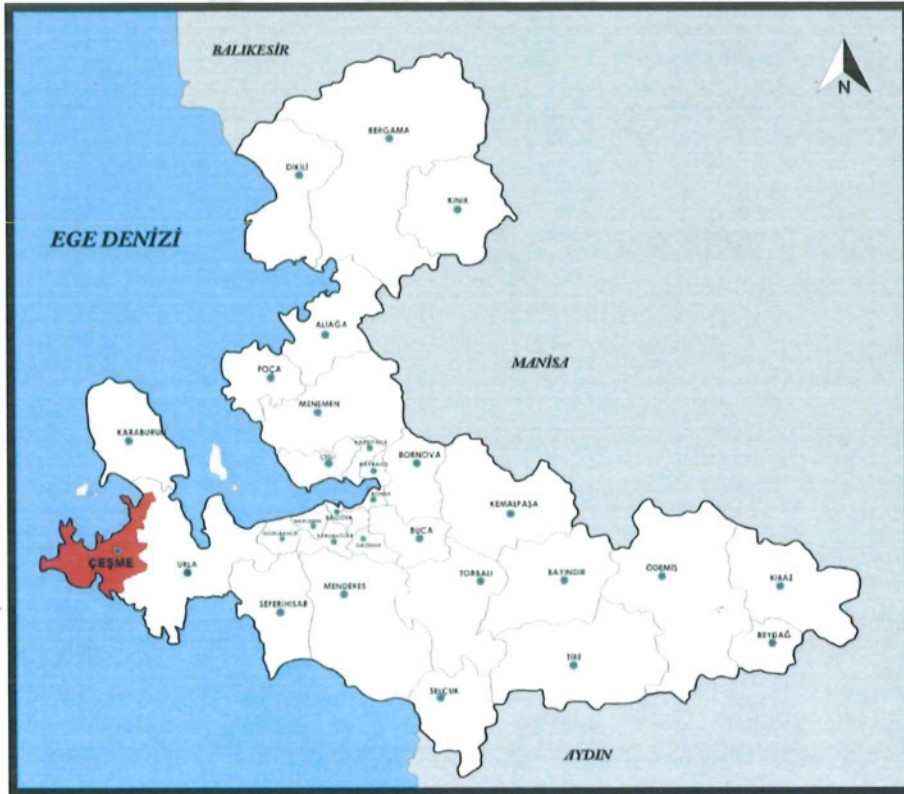 BALIKESİR
N
BERGAMA
DİKİLİ
KINIK
EGE DENİZİ
ALİAĞA
MANİSA
FOÇA
MENEMEN
KARABURUN
BORNOVA
KEMALPAŞA
BUCA
ÇEŞME
URLA
TORBALI
BAYINDIR
ÖDEMİŞ
KİRAZ
MENDERES
SEFERİHİSAR
BEYDAĞ
TİRE
SELÇUK
AYDIN